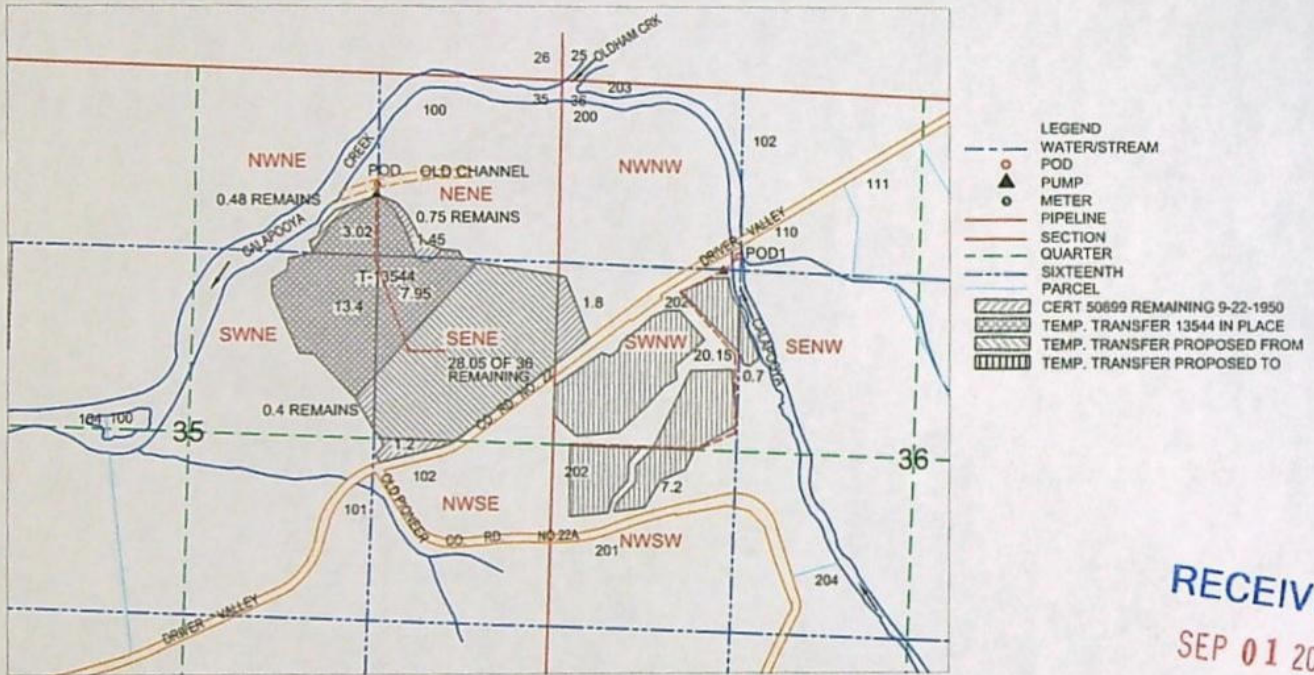 26
25
OLDHAM CRK
35
36
203
200
100
102
NWNE
CREEK
POD
OLD CHANNEL
NENE
NWNW
111
0.48 REMAINS
0.75 REMAINS
CALAPOOYA
3.02
1.45
DRIVER - VALLEY
110
POD1
T-13544
7.95
13.4
1.8
202
SWNE
SENE
SWNW
SENW
CALAPOOYA
28.05 OF 36
REMAINING
20.15
0.7
CO RD NO 22
0.4 REMAINS
100
35
1.2
36
102
202
7.2
101
OLD PIONEER
NWSE
CO RD NO 22A
201
NWSW
204
DRIVER - VALLEY
LEGEND
WATER/STREAM
POD
PUMP
METER
PIPELINE
SECTION
QUARTER
SIXTEENTH
PARCEL
CERT 50899 REMAINING 9-22-1950
TEMP. TRANSFER 13544 IN PLACE
TEMP. TRANSFER PROPOSED FROM
TEMP. TRANSFER PROPOSED TO
RECEIV
SEP 01 20